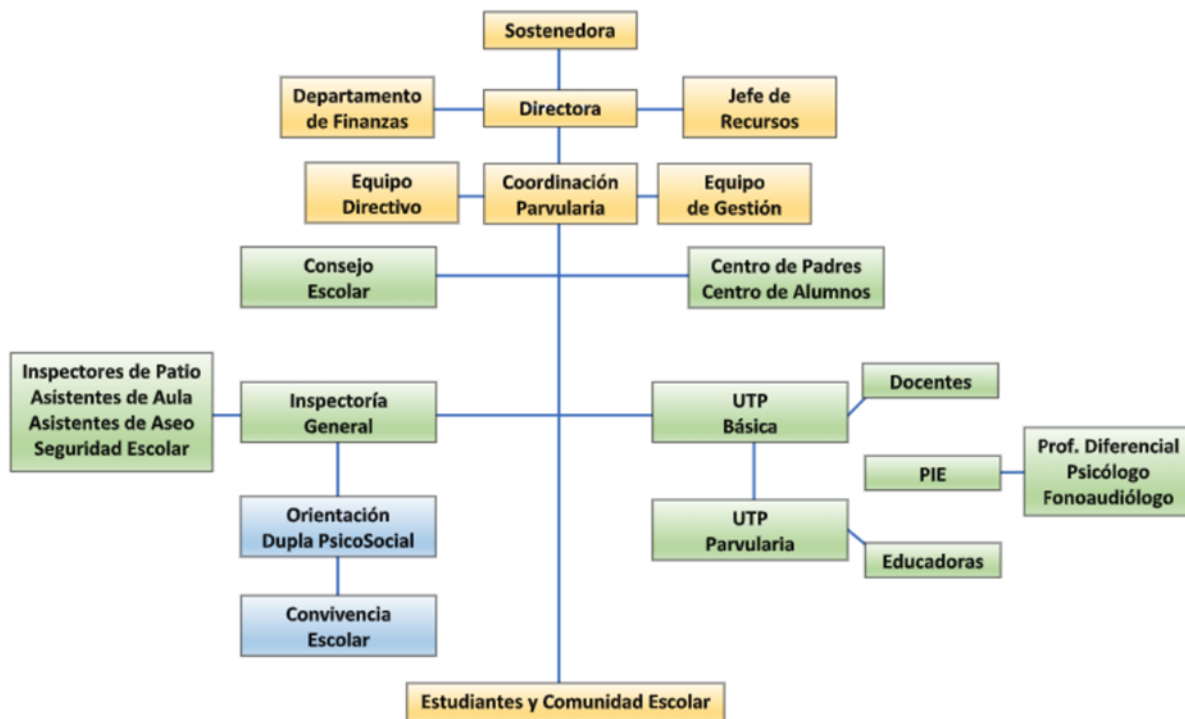 Sostenedora
Departamento
de Finanzas
Directora
Jefe de
Recursos
Equipo
Directivo
Coordinación
Parvularia
Equipo
de Gestión
Consejo
Escolar
Centro de Padres
Centro de Alumnos
Inspectores de Patio
Asistentes de Aula
Asistentes de Aseo
Seguridad Escolar
Inspectoría
General
UTP
Básica
Docentes
PIE
Prof. Diferencial
Psicólogo
Fonoaudiólogo
Orientación
Dupla PsicoSocial
UTP
Parvularia
Educadoras
Convivencia
Escolar
Estudiantes y Comunidad Escolar